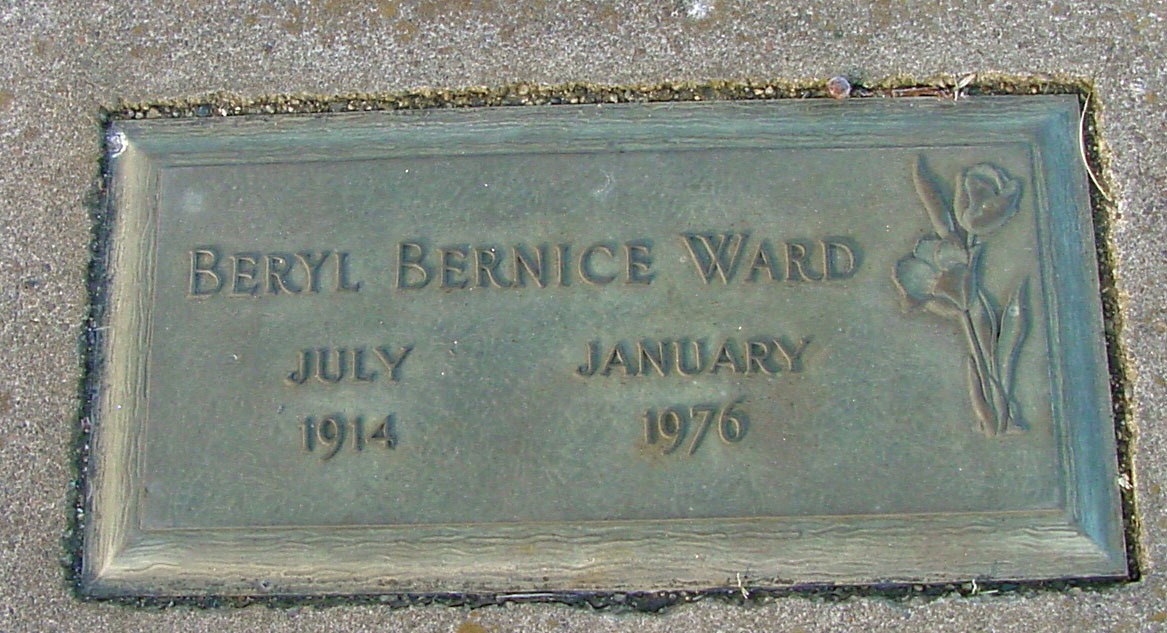 BERYL BERNICE WARD
JULY JANUARY
1914 1976